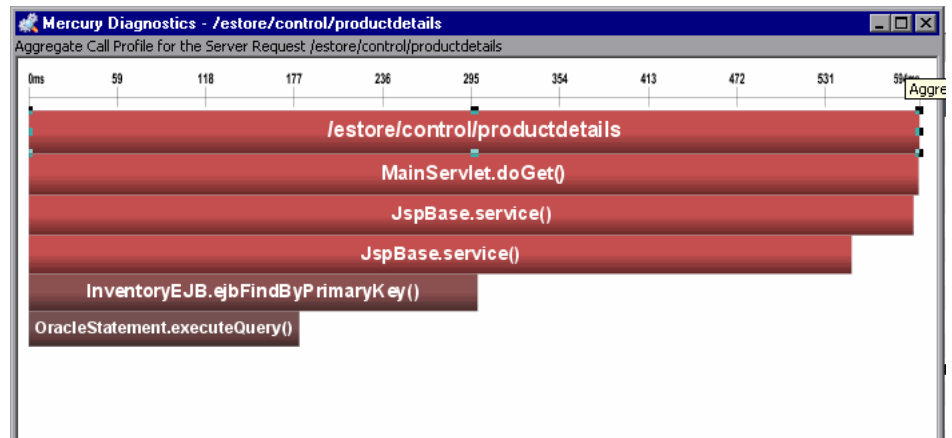 Mercury Diagnostics - /estore/control/productdetails
Aggregate Call Profile for the Server Request /estore/control/productdetails
0ms 59 118 177 236 295 354 413 472 531 594ms
Aggre
/estore/control/productdetails
MainServlet.doGet()
JspBase.service()
JspBase.service()
InventoryEJB.ejbFindByPrimaryKey()
OracleStatement.executeQuery()